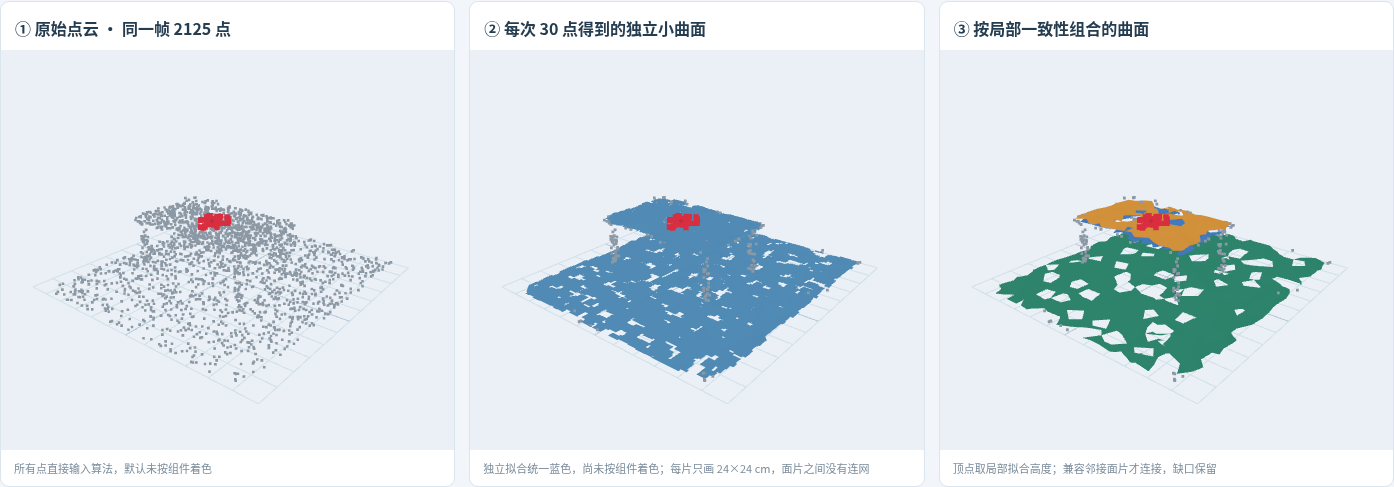 ① 原始点云 · 同一帧 2125 点
② 每次 30 点得到的独立小曲面
③ 按局部一致性组合的曲面
所有点直接输入算法，默认未按组件着色
独立拟合统一蓝色，尚未按组件着色；每片只画 24×24 cm，面片之间没有连网
顶点取局部拟合高度；兼容邻接面片才连接，缺口保留